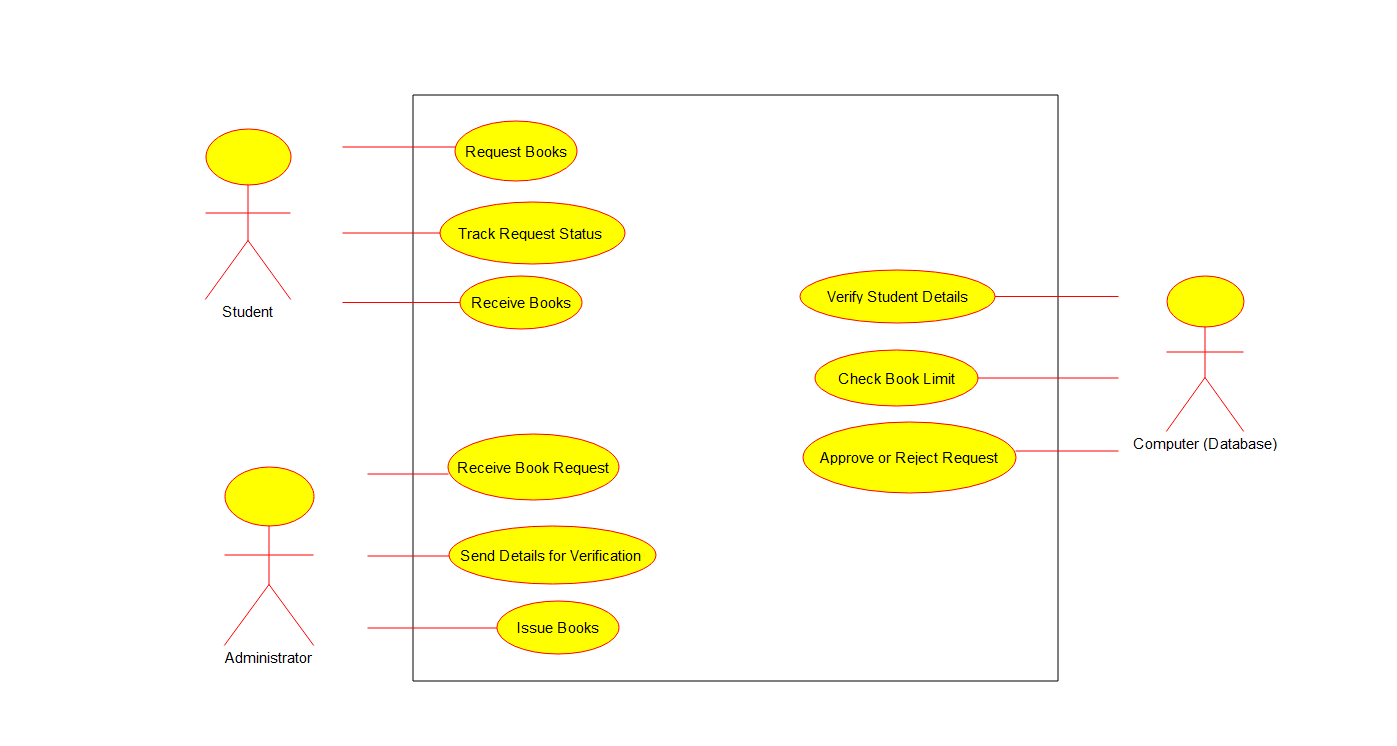 Request Books
Track Request Status
Receive Books
Student
Verify Student Details
Check Book Limit
Approve or Reject Request
Computer (Database)
Receive Book Request
Send Details for Verification
Issue Books
Administrator